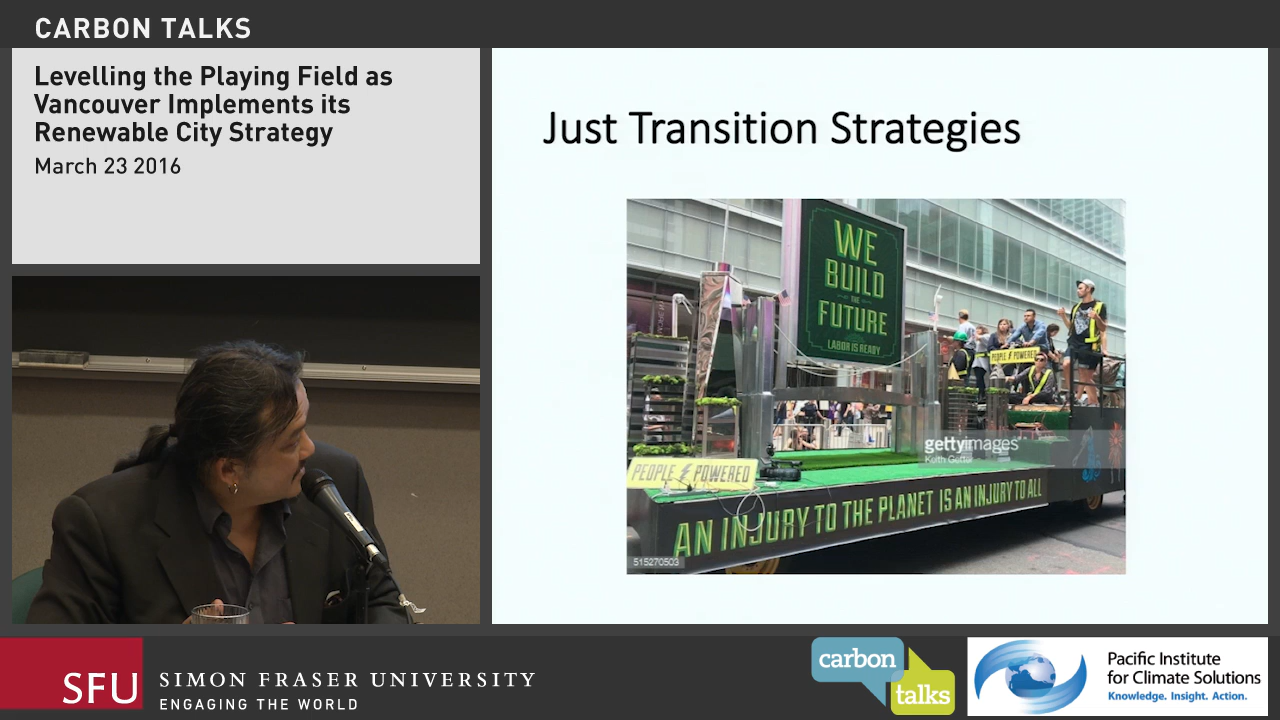 CARBON TALKS
Levelling the Playing Field as
Vancouver Implements its
Renewable City Strategy
March 23 2016
Just Transition Strategies
WE
BUILD
THE
FUTURE
LABOR IS READY
PEOPLE POWERED
gettyimages
PEOPLE POWERED
AN INJURY TO THE PLANET IS AN INJURY TO ALL
515270503
SFU
SIMON FRASER UNIVERSITY
ENGAGING THE WORLD
carbon
talks
Pacific Institute
for Climate Solutions
Knowledge. Insight. Action.